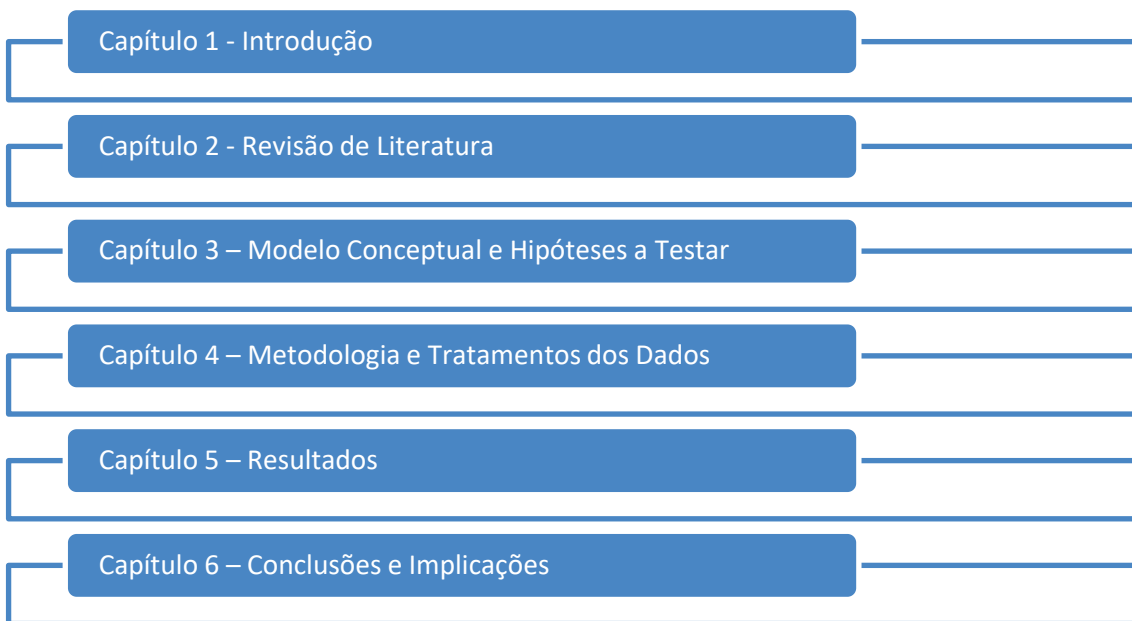 Capítulo 1 - Introdução
Capítulo 2 - Revisão de Literatura
Capítulo 3 – Modelo Conceptual e Hipóteses a Testar
Capítulo 4 – Metodologia e Tratamentos dos Dados
Capítulo 5 – Resultados
Capítulo 6 – Conclusões e Implicações